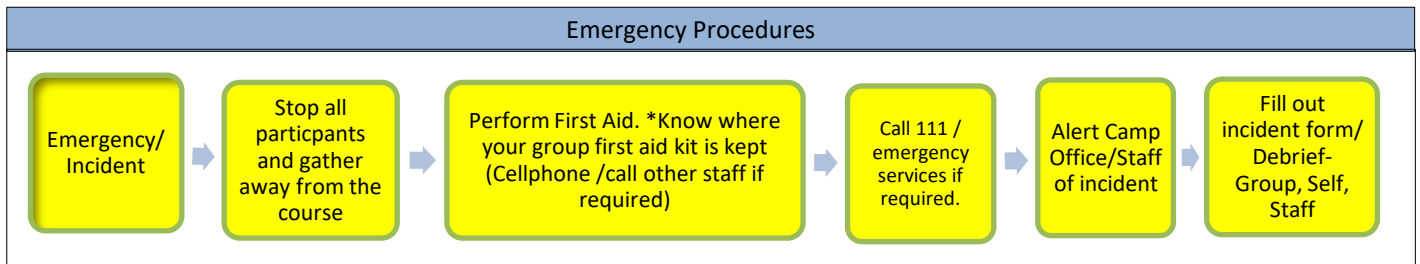 Emergency Procedures
Emergency/
Incident
Stop all
particpants
and gather
away from the
course
Perform First Aid. *Know where
your group first aid kit is kept
(Cellphone /call other staff if
required)
Call 111 /
emergency
services if
required.
Alert Camp
Office/Staff
of incident
Fill out
incident form/
Debrief-
Group, Self,
Staff